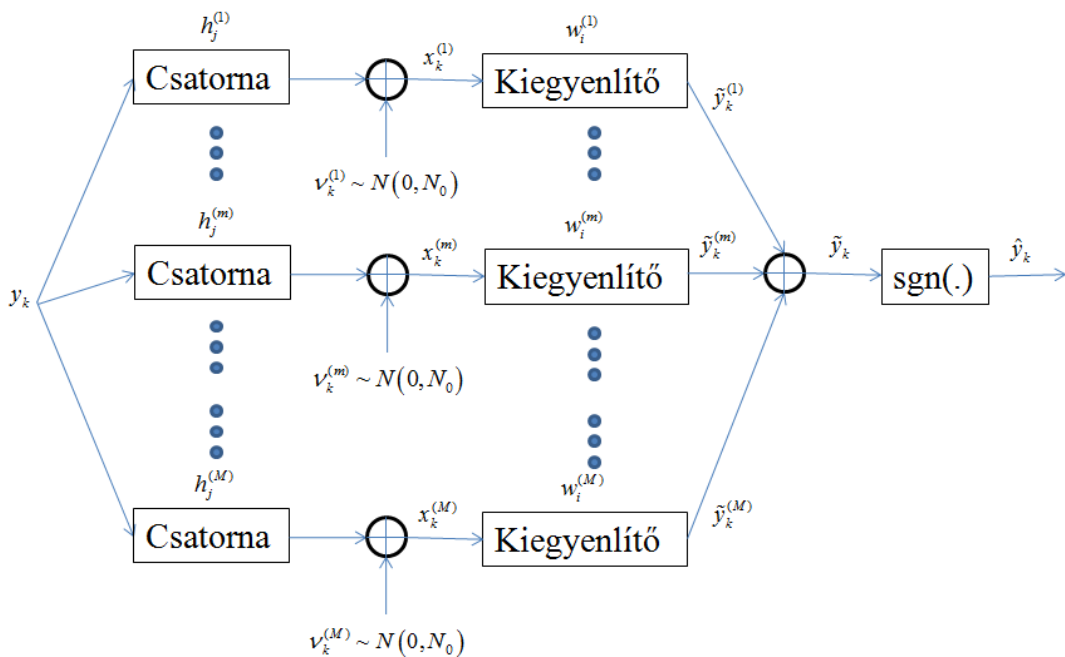 h_j^{(1)}
Csatorna
x_k^{(1)}
w_i^{(1)}
Kiegyenlítő
ỹ_k^{(1)}
ν_k^{(1)} ~ N(0, N_0)
h_j^{(m)}
Csatorna
x_k^{(m)}
w_i^{(m)}
Kiegyenlítő
ỹ_k^{(m)}
ỹ_k
sgn(.)
ŷ_k
y_k
ν_k^{(m)} ~ N(0, N_0)
h_j^{(M)}
Csatorna
x_k^{(M)}
w_i^{(M)}
Kiegyenlítő
ỹ_k^{(M)}
ν_k^{(M)} ~ N(0, N_0)